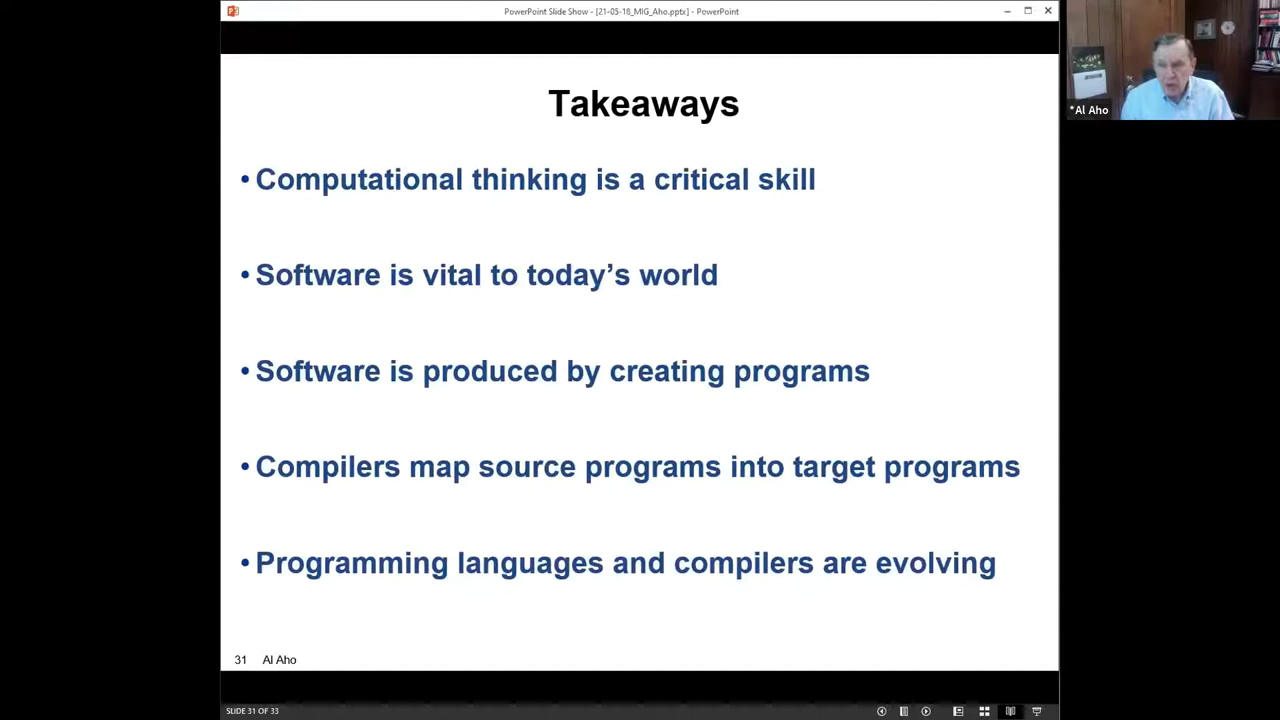 PowerPoint Slide Show - [21-05-18_MIG_Aho.pptx] - PowerPoint
*Al Aho
Takeaways
• Computational thinking is a critical skill
• Software is vital to today’s world
• Software is produced by creating programs
• Compilers map source programs into target programs
• Programming languages and compilers are evolving
31 Al Aho
SLIDE 31 OF 33